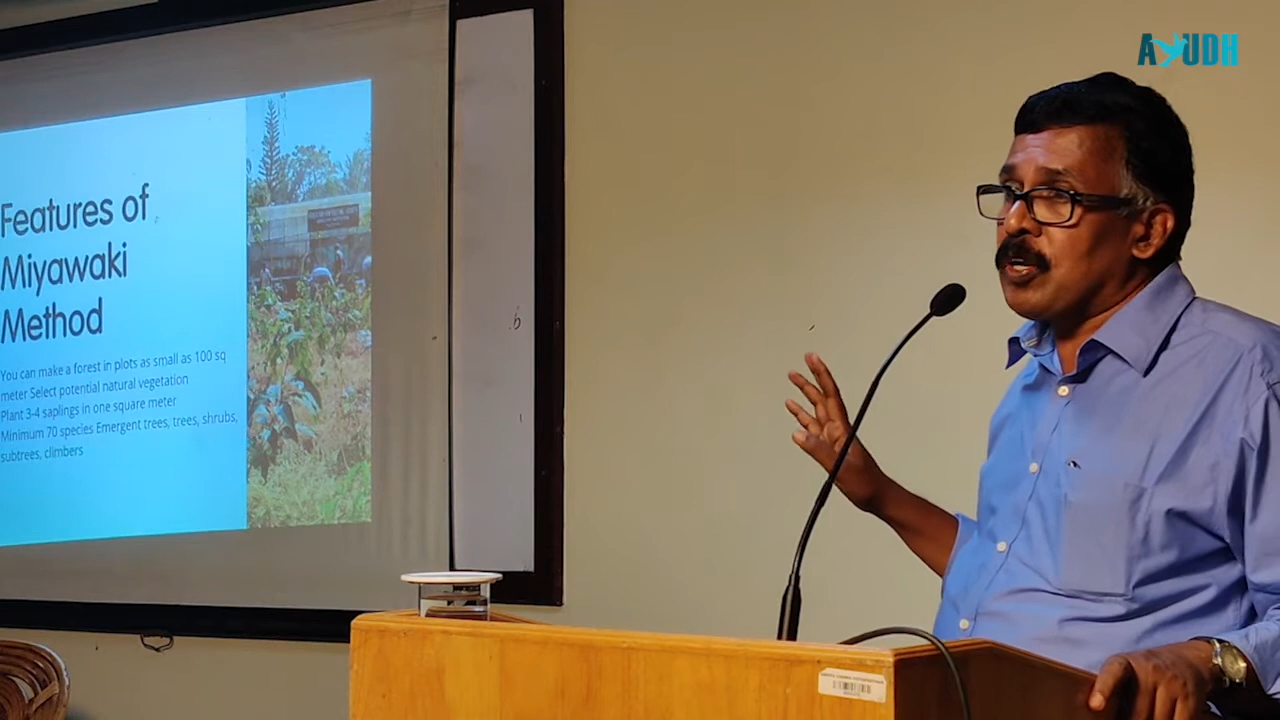 AYUDH
Features of
Miyawaki
Method
You can make a forest in plots as small as 100 sq
meter Select potential natural vegetation
Plant 3-4 saplings in one square meter
Minimum 70 species Emergent trees, trees, shrubs,
subtrees, climbers